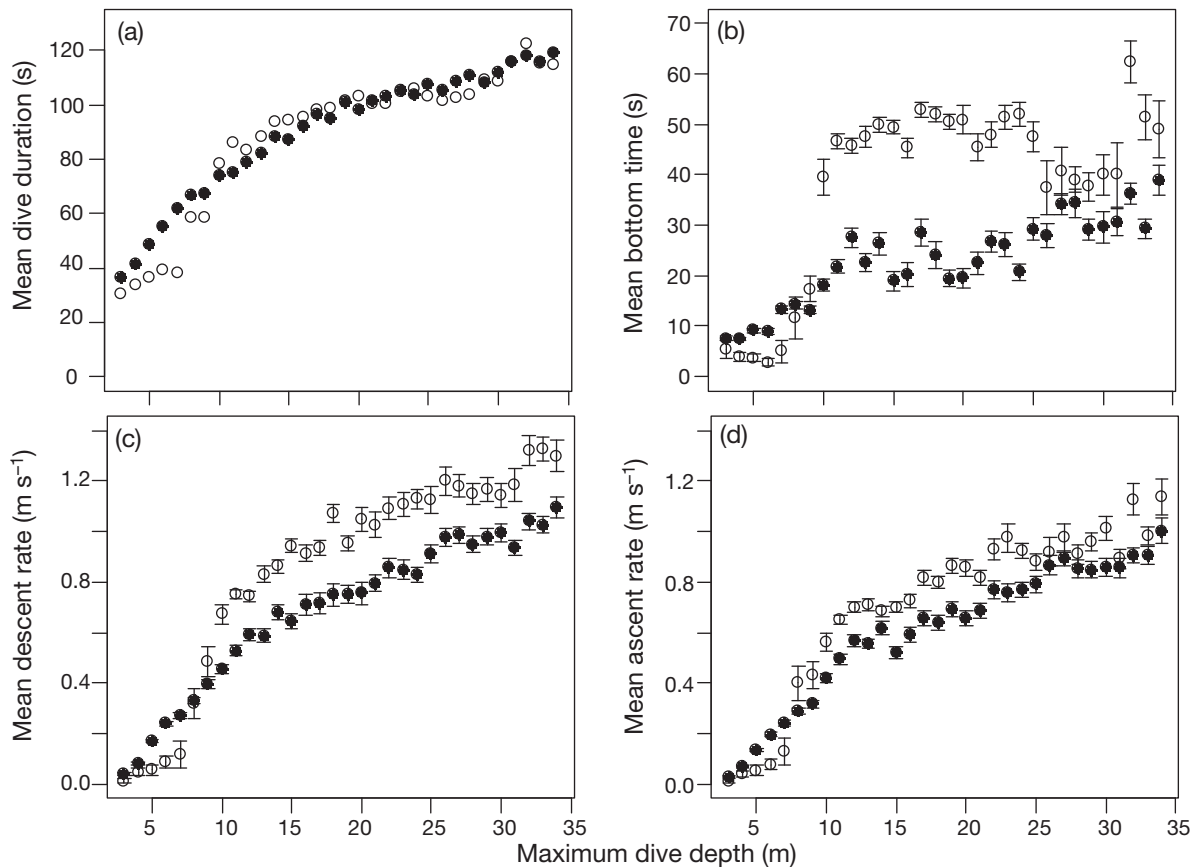 (a)
Mean dive duration (s)
120
100
80
60
40
20
0
(b)
Mean bottom time (s)
70
60
50
40
30
20
10
0
(c)
Mean descent rate (m s⁻¹)
1.2
0.8
0.4
0.0
5 10 15 20 25 30 35
(d)
Mean ascent rate (m s⁻¹)
1.2
0.8
0.4
0.0
5 10 15 20 25 30 35
Maximum dive depth (m)